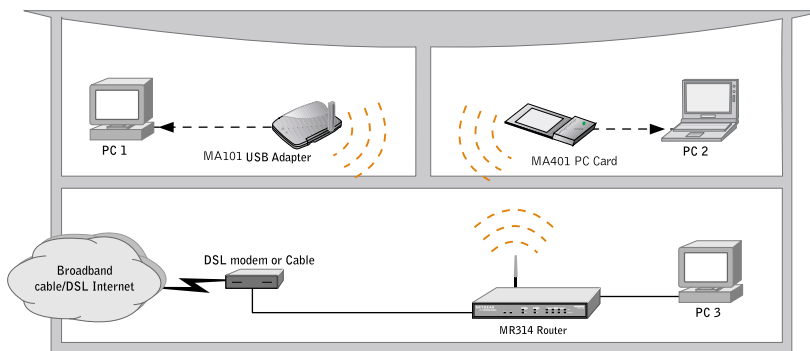 PC 1
MA101 USB Adapter
MA401 PC Card
PC 2
Broadband
cable/DSL Internet
DSL modem or Cable
MR314 Router
PC 3